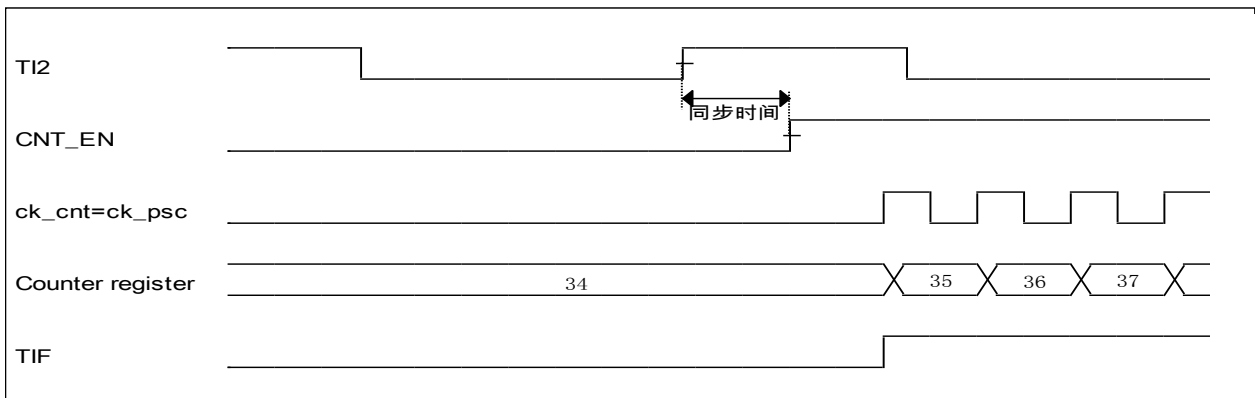 TI2
同步时间
CNT_EN
ck_cnt=ck_psc
Counter register
34
35
36
37
TIF